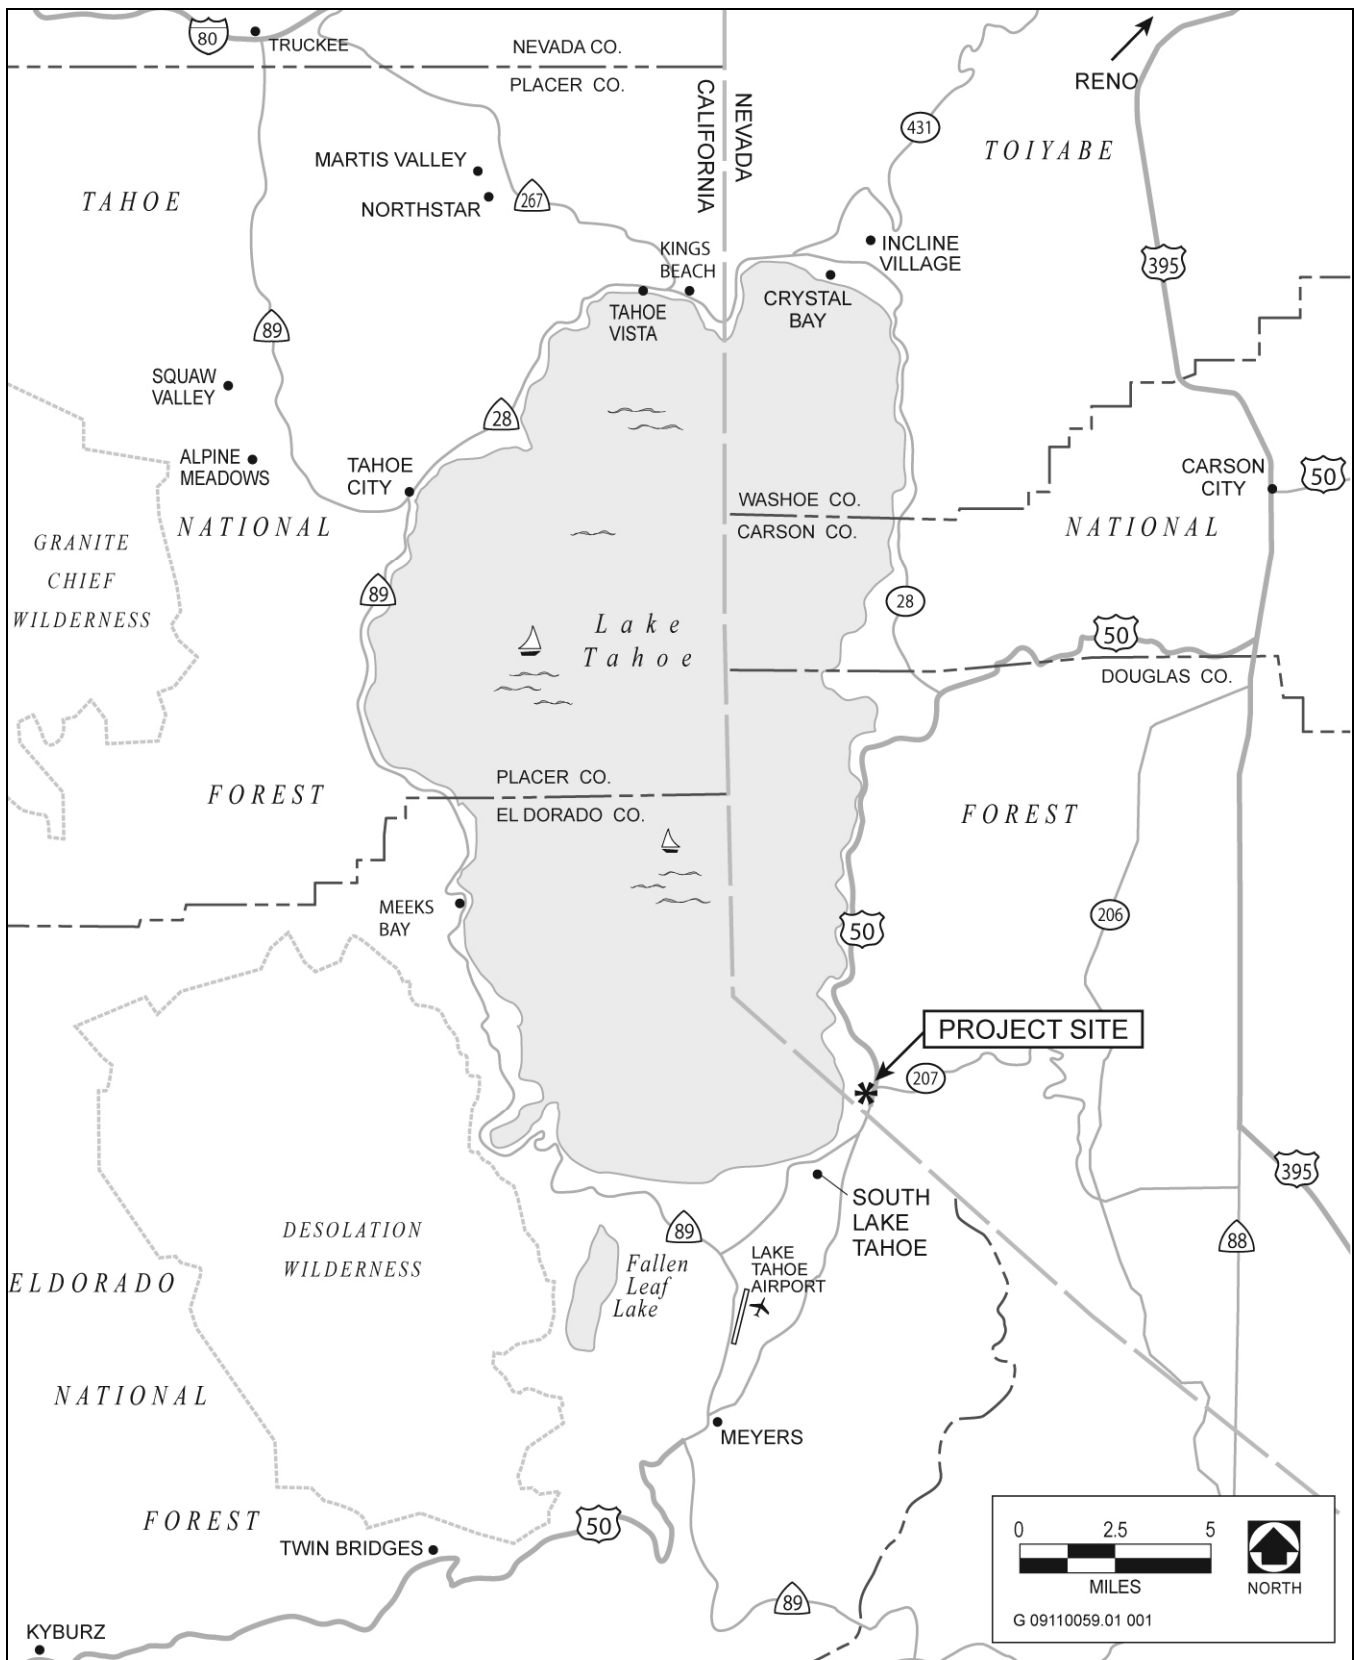 80
TRUCKEE
NEVADA CO.
PLACER CO.
CALIFORNIA
NEVADA
RENO
431
TOIYABE
MARTIS VALLEY
NORTHSTAR
267
TAHOE
KINGS
BEACH
INCLINE
VILLAGE
395
CRYSTAL
BAY
TAHOE
VISTA
89
SQUAW
VALLEY
28
ALPINE
MEADOWS
TAHOE
CITY
CARSON
CITY
50
WASHOE CO.
CARSON CO.
NATIONAL
NATIONAL
GRANITE
CHIEF
WILDERNESS
89
28
Lake
Tahoe
50
DOUGLAS CO.
PLACER CO.
EL DORADO CO.
FOREST
FOREST
MEEKS
BAY
50
206
PROJECT SITE
207
395
SOUTH
LAKE
TAHOE
89
88
DESOLATION
WILDERNESS
Fallen
Leaf
Lake
LAKE
TAHOE
AIRPORT
ELDORADO
NATIONAL
FOREST
MEYERS
50
TWIN BRIDGES
89
KYBURZ
0 2.5 5
MILES
NORTH
G 09110059.01 001